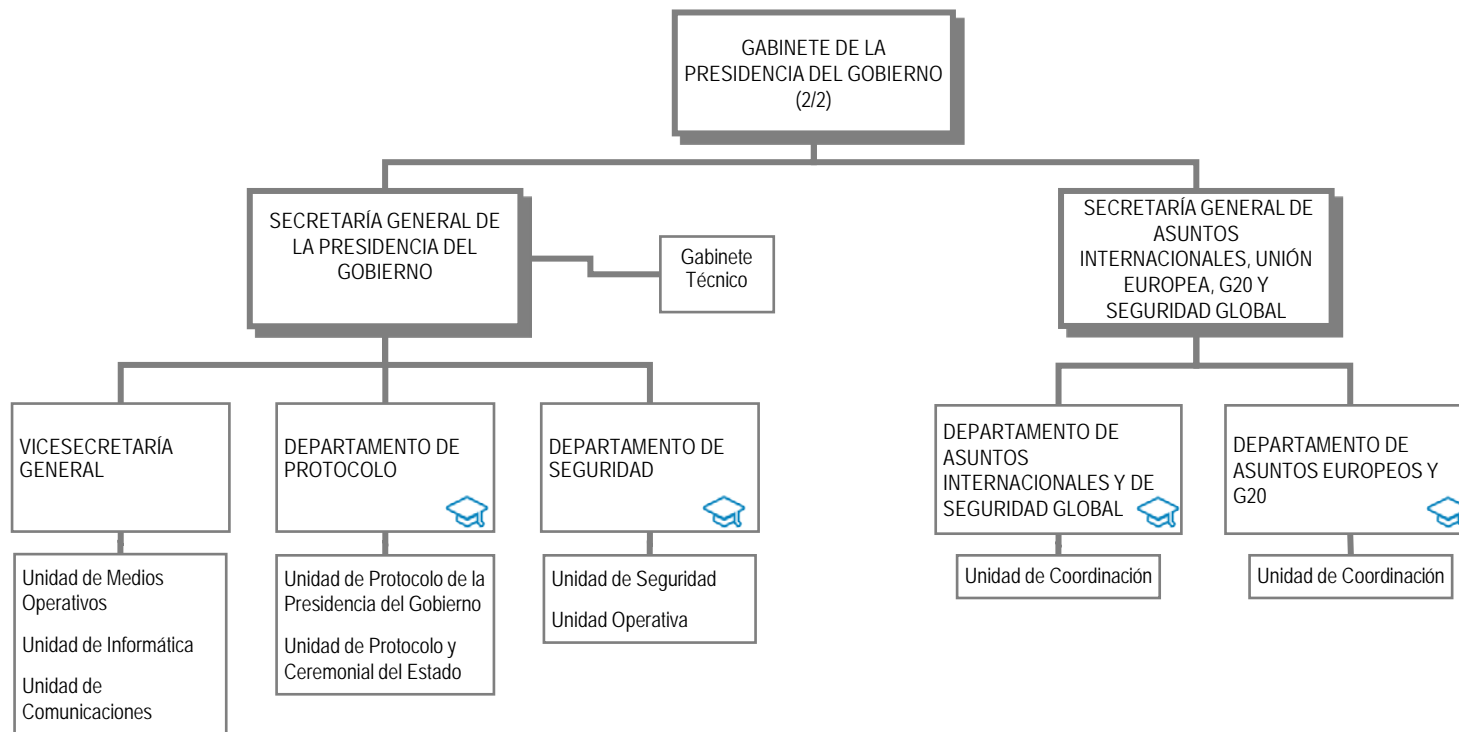 GABINETE DE LA
PRESIDENCIA DEL GOBIERNO
(2/2)
SECRETARÍA GENERAL DE
LA PRESIDENCIA DEL
GOBIERNO
Gabinete
Técnico
SECRETARÍA GENERAL DE
ASUNTOS
INTERNACIONALES, UNIÓN
EUROPEA, G20 Y
SEGURIDAD GLOBAL
VICESECRETARÍA
GENERAL
DEPARTAMENTO DE
PROTOCOLO
DEPARTAMENTO DE
SEGURIDAD
DEPARTAMENTO DE
ASUNTOS
INTERNACIONALES Y DE
SEGURIDAD GLOBAL
DEPARTAMENTO DE
ASUNTOS EUROPEOS Y
G20
Unidad de Medios
Operativos
Unidad de Informática
Unidad de
Comunicaciones
Unidad de Protocolo de la
Presidencia del Gobierno
Unidad de Protocolo y
Ceremonial del Estado
Unidad de Seguridad
Unidad Operativa
Unidad de Coordinación
Unidad de Coordinación